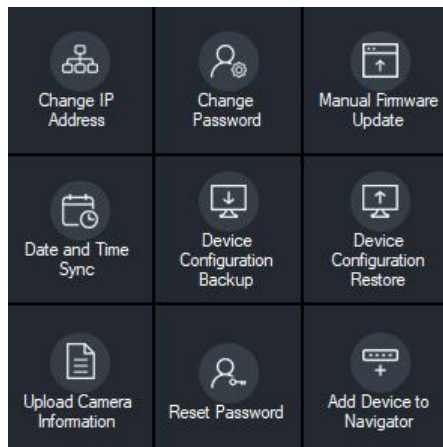 Change IP
Address
Change
Password
Manual Firmware
Update
Date and Time
Sync
Device
Configuration
Backup
Device
Configuration
Restore
Upload Camera
Information
Reset Password
Add Device to
Navigator